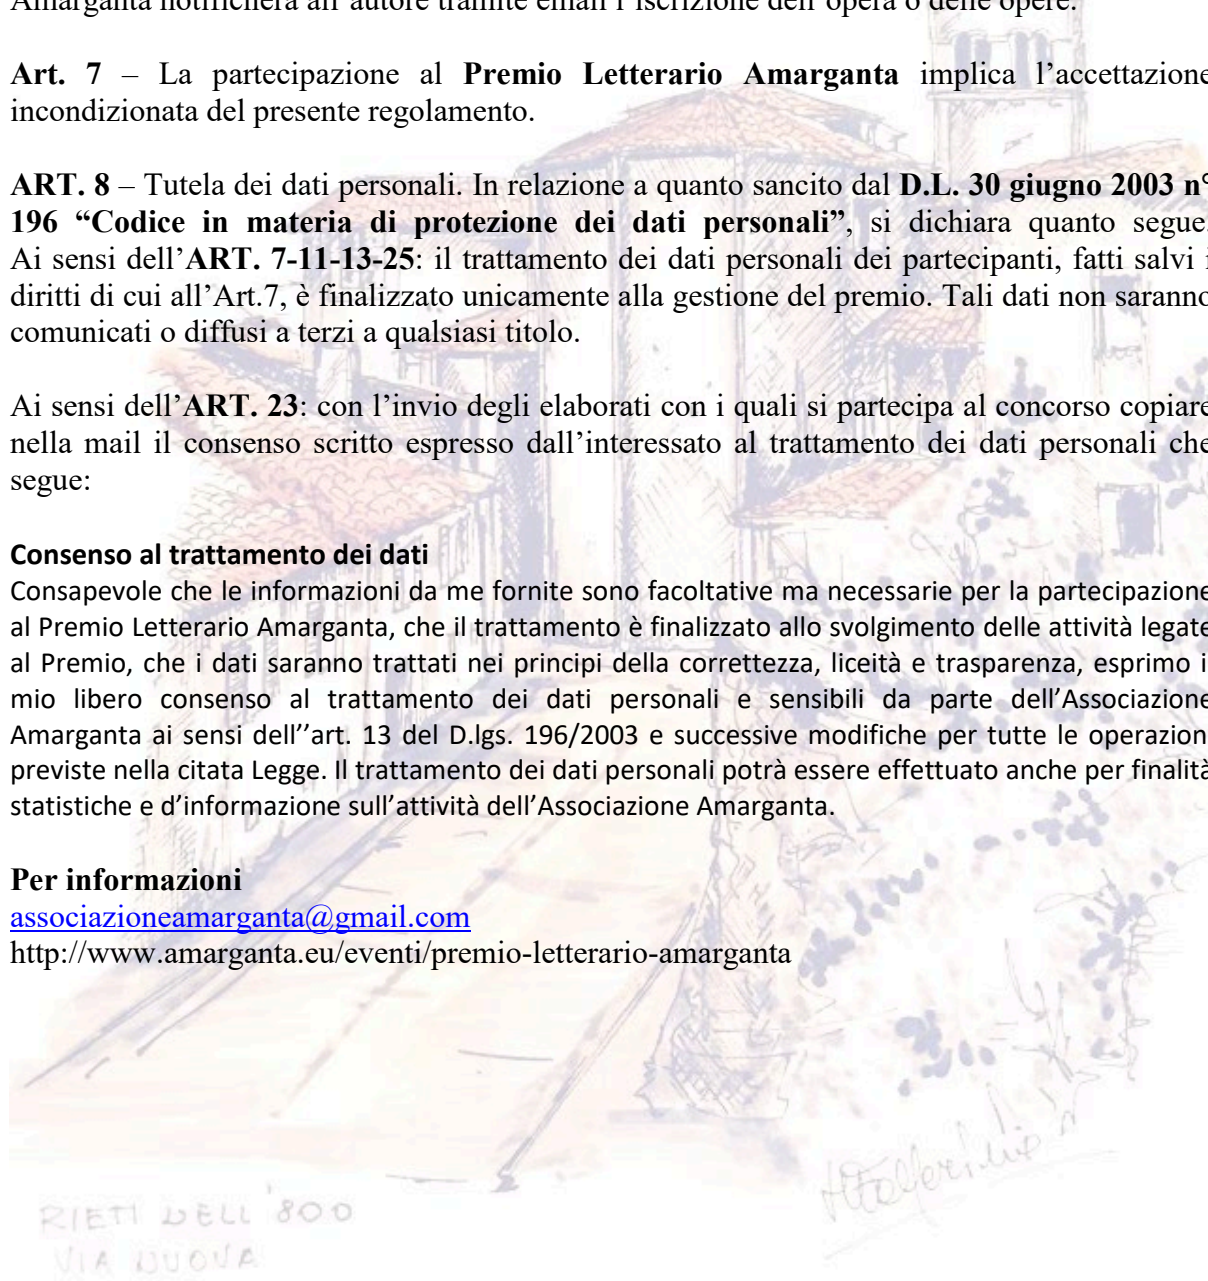 Amarganta notificherà all'autore tramite email l'iscrizione dell'opera o delle opere.
Art. 7 – La partecipazione al Premio Letterario Amarganta implica l'accettazione
incondizionata del presente regolamento.
ART. 8 – Tutela dei dati personali. In relazione a quanto sancito dal D.L. 30 giugno 2003 n°
196 “Codice in materia di protezione dei dati personali”, si dichiara quanto segue.
Ai sensi dell'ART. 7-11-13-25: il trattamento dei dati personali dei partecipanti, fatti salvi i
diritti di cui all'Art.7, è finalizzato unicamente alla gestione del premio. Tali dati non saranno
comunicati o diffusi a terzi a qualsiasi titolo.
Ai sensi dell'ART. 23: con l'invio degli elaborati con i quali si partecipa al concorso copiare
nella mail il consenso scritto espresso dall'interessato al trattamento dei dati personali che
segue:
Consenso al trattamento dei dati
Consapevole che le informazioni da me fornite sono facoltative ma necessarie per la partecipazione
al Premio Letterario Amarganta, che il trattamento è finalizzato allo svolgimento delle attività legate
al Premio, che i dati saranno trattati nei principi della correttezza, liceità e trasparenza, esprimo i
mio libero consenso al trattamento dei dati personali e sensibili da parte dell'Associazione
Amarganta ai sensi dell''art. 13 del D.lgs. 196/2003 e successive modifiche per tutte le operazion
previste nella citata Legge. Il trattamento dei dati personali potrà essere effettuato anche per finalità
statistiche e d'informazione sull'attività dell'Associazione Amarganta.
Per informazioni
associazioneamarganta@gmail.com
http://www.amarganta.eu/eventi/premio-letterario-amarganta
RIETI DELL'800
VIA NUOVA